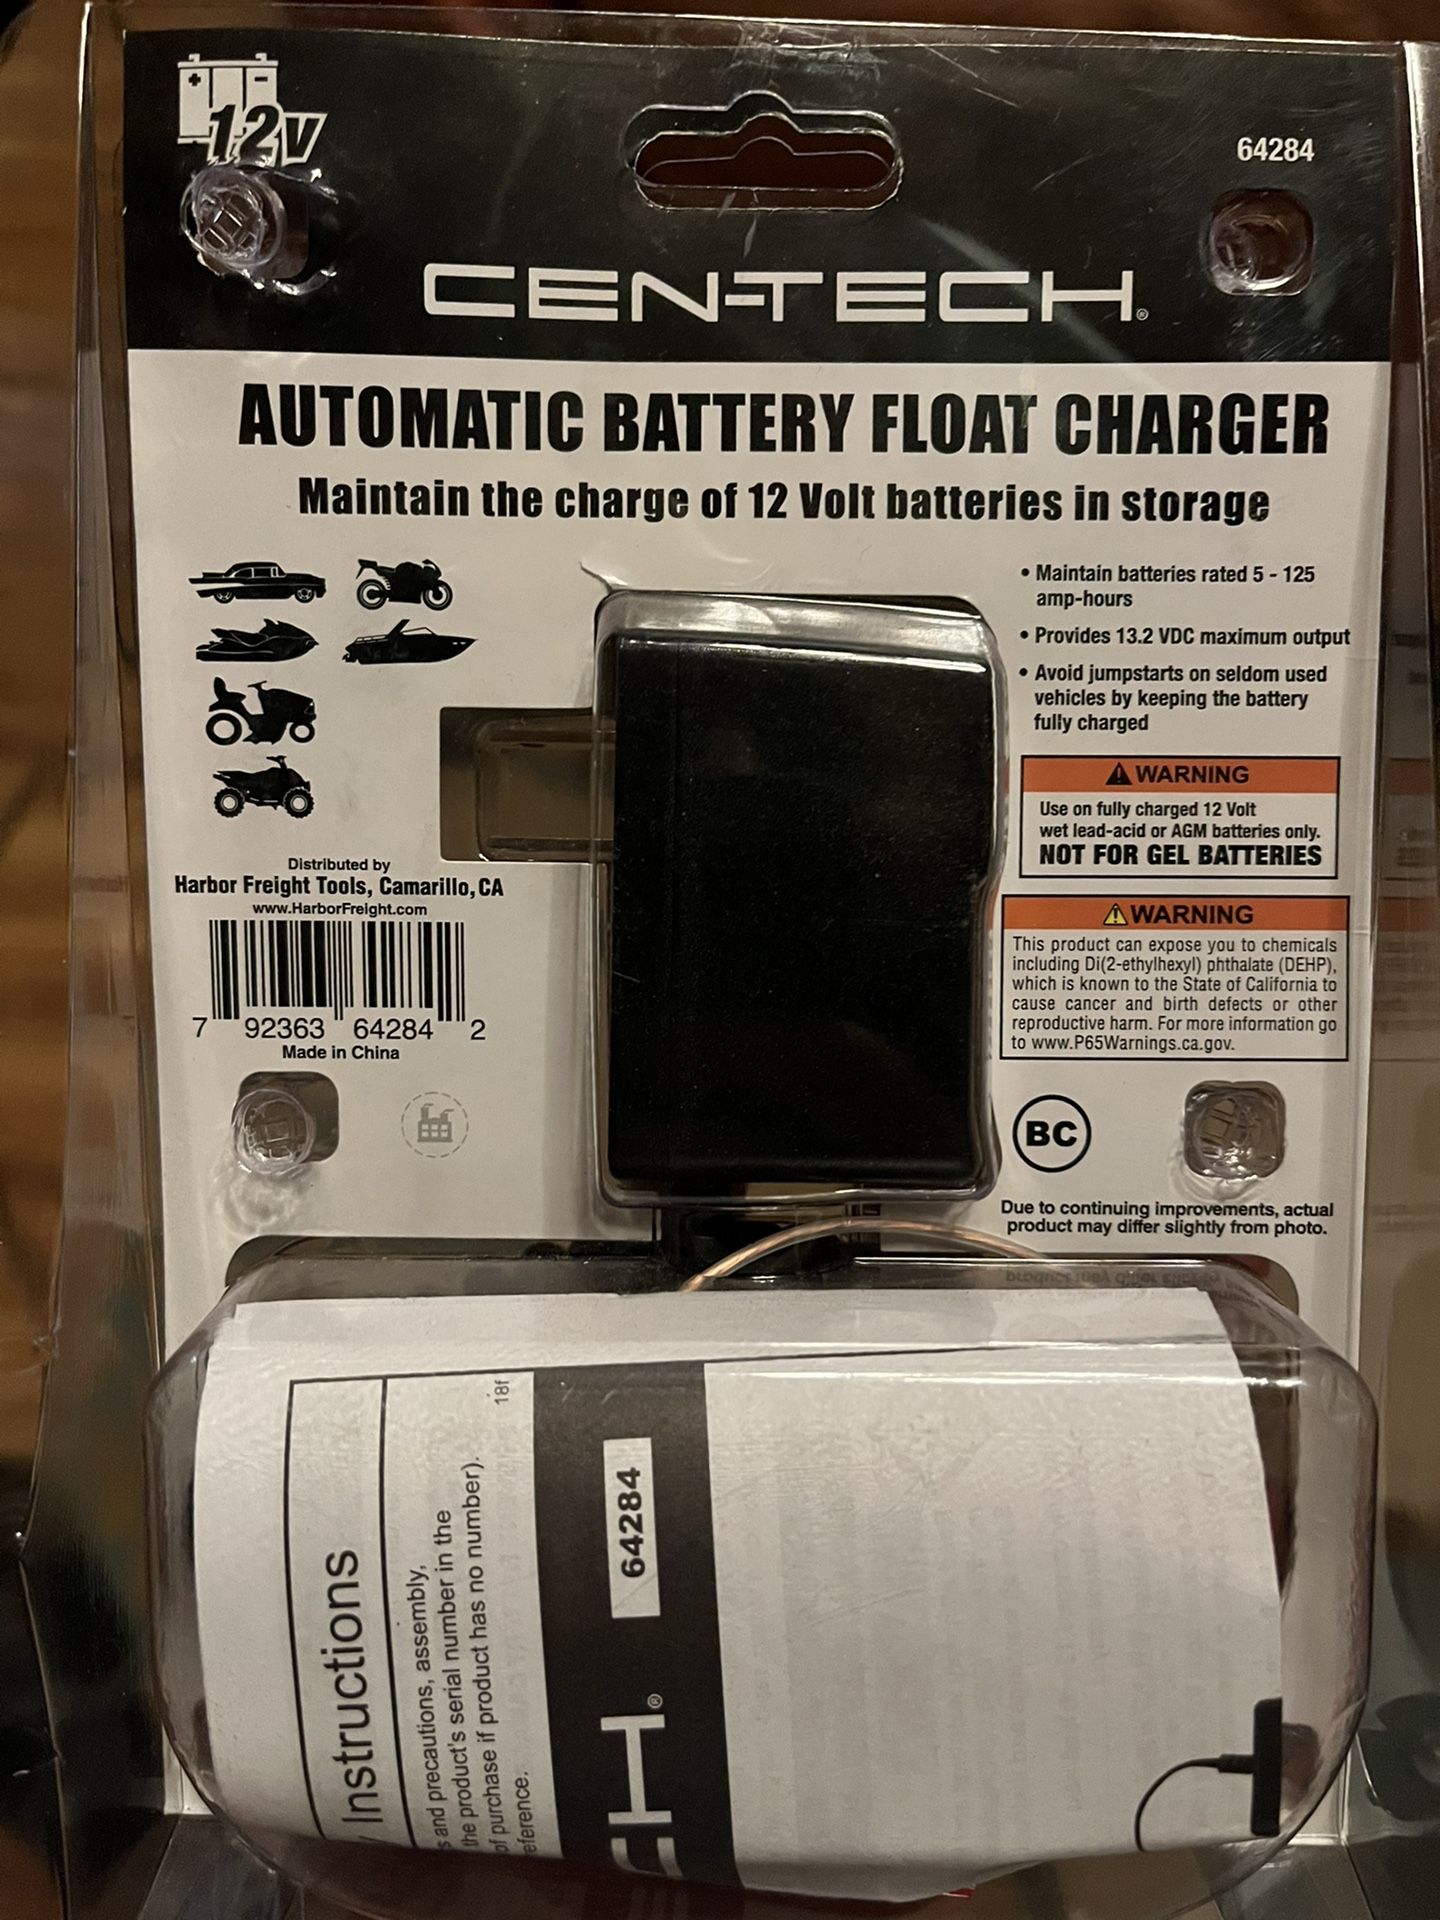 12V
64284
CEN-TECH®
AUTOMATIC BATTERY FLOAT CHARGER
Maintain the charge of 12 Volt batteries in storage
• Maintain batteries rated 5 - 125
amp-hours
• Provides 13.2 VDC maximum output
• Avoid jumpstarts on seldom used
vehicles by keeping the battery
fully charged
WARNING
Use on fully charged 12 Volt
wet lead-acid or AGM batteries only.
NOT FOR GEL BATTERIES
WARNING
This product can expose you to chemicals
including Di(2-ethylhexyl) phthalate (DEHP),
which is known to the State of California to
cause cancer and birth defects or other
reproductive harm. For more information go
to www.P65Warnings.ca.gov.
BC
Due to continuing improvements, actual
product may differ slightly from photo.
Distributed by
Harbor Freight Tools, Camarillo, CA
www.HarborFreight.com
7 92363 64284 2
Made in China
Instructions
and precautions, assembly,
the product's serial number in the
of purchase if product has no number).
18f
CH®
64284